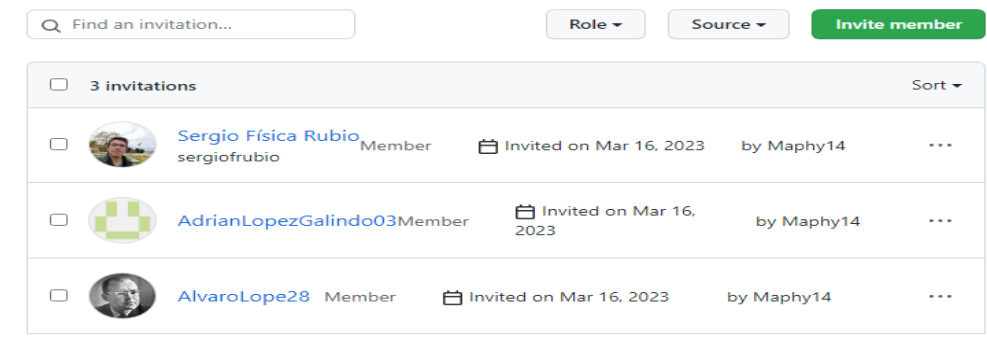 Find an invitation...
Role
Source
Invite member
3 invitations
Sort
Sergio Física Rubio
sergiofrubio
Member
Invited on Mar 16, 2023
by Maphy14
...
AdrianLopezGalindo03
Member
Invited on Mar 16,
2023
by Maphy14
...
AlvaroLope28
Member
Invited on Mar 16, 2023
by Maphy14
...